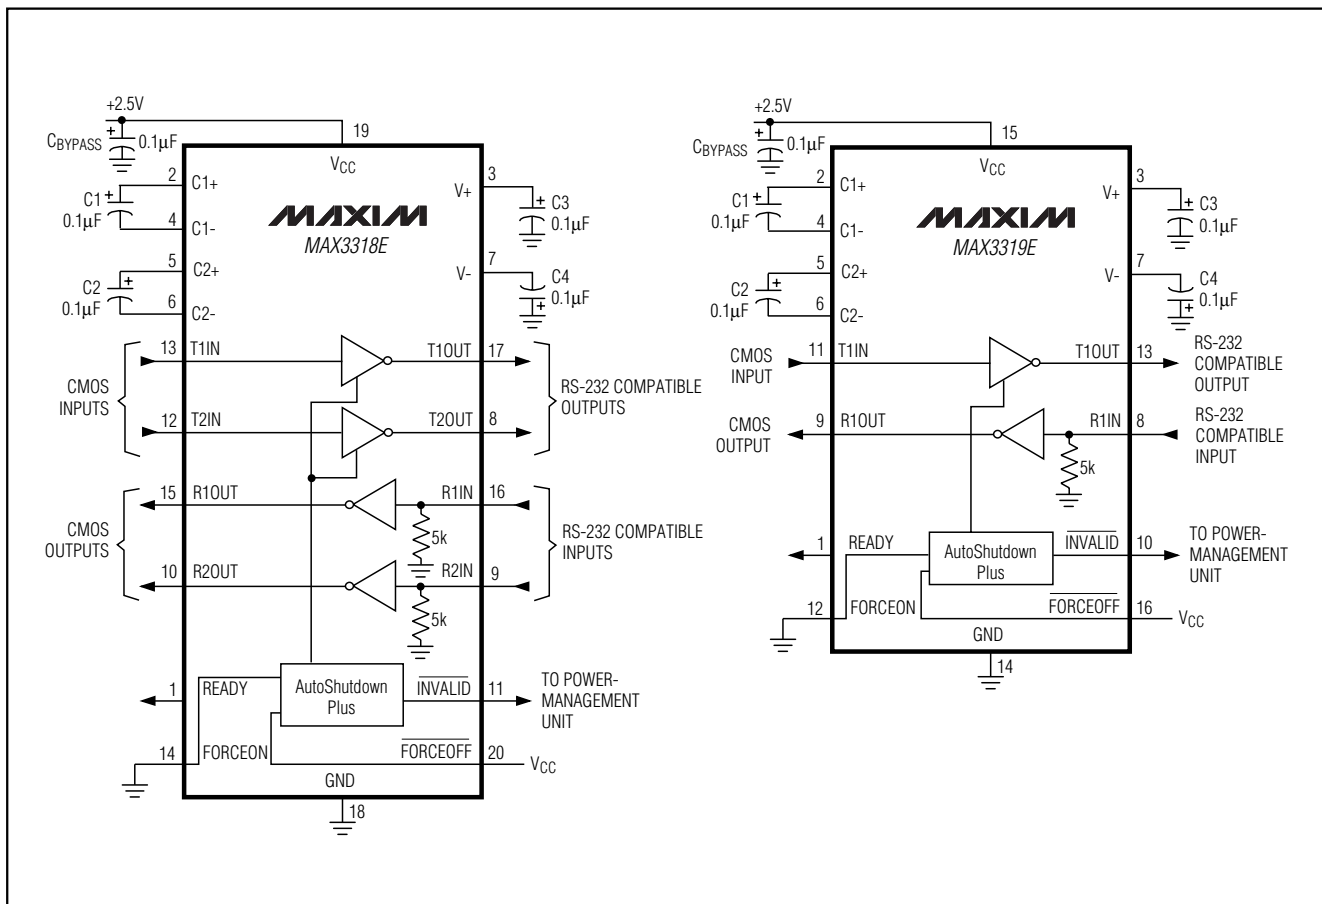 +2.5V
CBYPASS
+
0.1µF
19
VCC
2
C1+
C1
+
0.1µF
4
C1-
5
C2+
C2
+
0.1µF
6
C2-
3
V+
+
C3
0.1µF
7
V-
C4
+
0.1µF
MAXIM
MAX3318E
13
T1IN
T1OUT
17
CMOS
INPUTS
RS-232 COMPATIBLE
OUTPUTS
12
T2IN
T2OUT
8
15
R1OUT
R1IN
16
5k
CMOS
OUTPUTS
RS-232 COMPATIBLE
INPUTS
10
R2OUT
R2IN
9
5k
1
READY
AutoShutdown
Plus
INVALID
11
TO POWER-
MANAGEMENT
UNIT
14
FORCEON
FORCEOFF
20
VCC
GND
18
+2.5V
CBYPASS
+
0.1µF
15
VCC
2
C1+
C1
+
0.1µF
4
C1-
5
C2+
C2
+
0.1µF
6
C2-
3
V+
+
C3
0.1µF
7
V-
C4
+
0.1µF
MAXIM
MAX3319E
CMOS
INPUT
11
T1IN
T1OUT
13
RS-232
COMPATIBLE
OUTPUT
CMOS
OUTPUT
9
R1OUT
R1IN
8
RS-232
COMPATIBLE
INPUT
5k
1
READY
AutoShutdown
Plus
INVALID
10
TO POWER-
MANAGEMENT
UNIT
12
FORCEON
FORCEOFF
16
VCC
GND
14